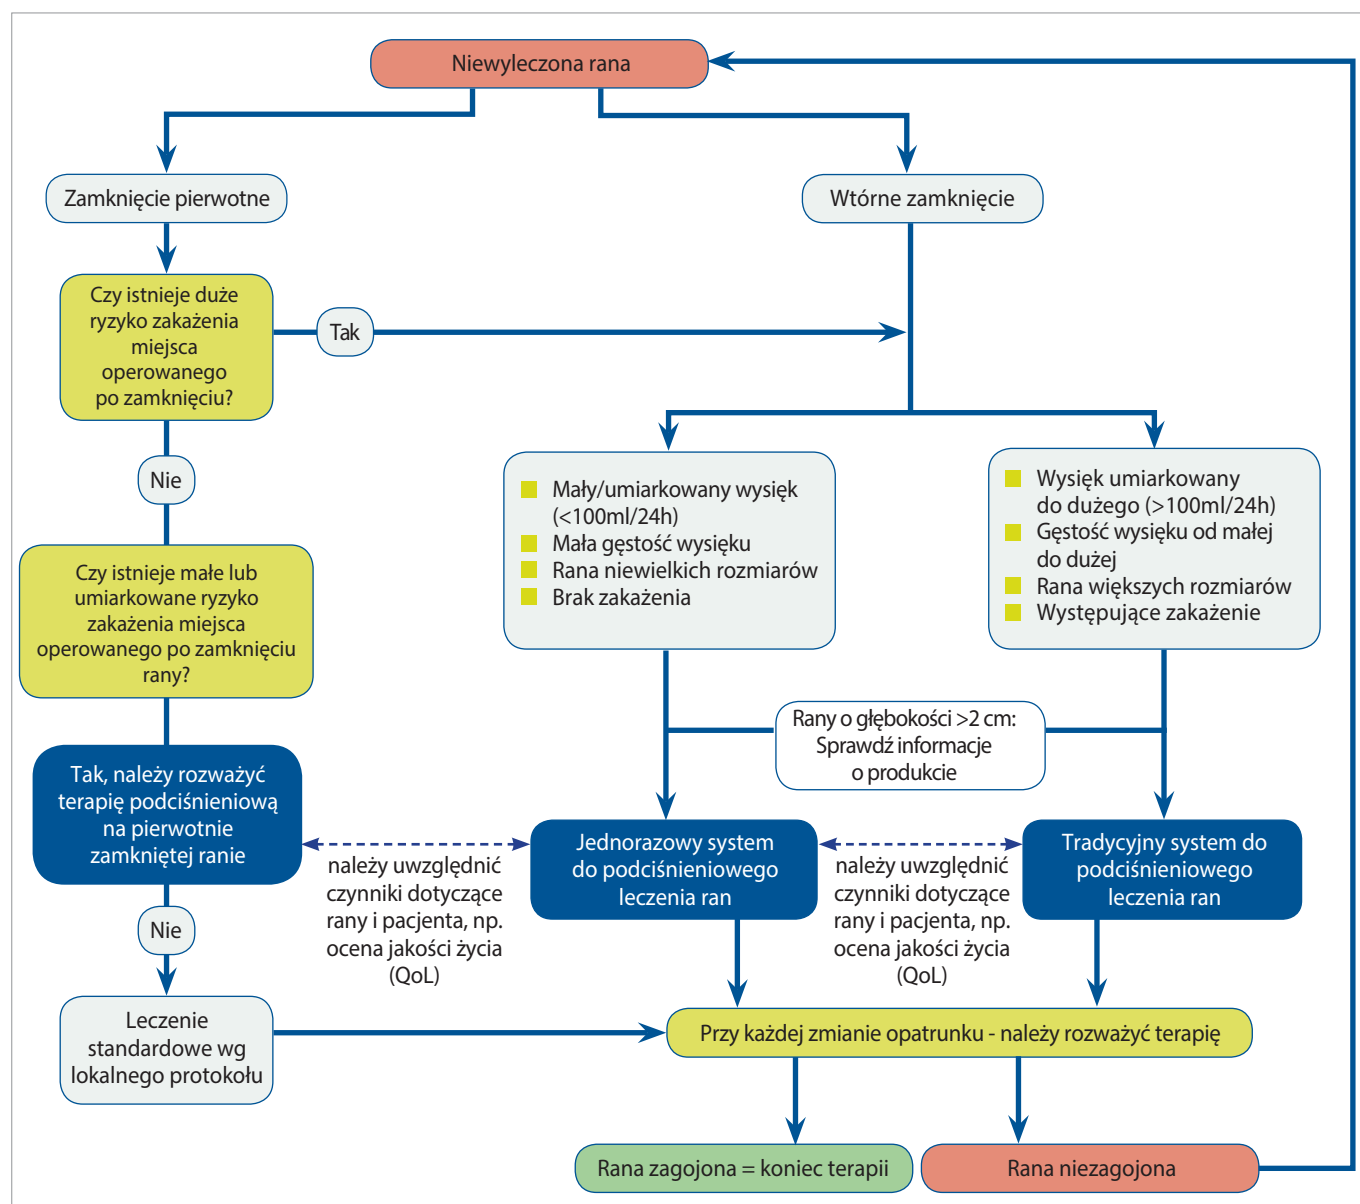 Niewyleczona rana
Zamknięcie pierwotne
Wtórne zamknięcie
Czy istnieje duże
ryzyko zakażenia
miejsca
operowanego
po zamknięciu?
Tak
Nie
Mały/umiarkowany wysięk
(<100ml/24h)
Mała gęstość wysięku
Rana niewielkich rozmiarów
Brak zakażenia
Wysięk umiarkowany
do dużego (>100ml/24h)
Gęstość wysięku od małej
do dużej
Rana większych rozmiarów
Występujące zakażenie
Czy istnieje małe lub
umiarkowane ryzyko
zakażenia miejsca
operowanego po zamknięciu
rany?
Rany o głębokości >2 cm:
Sprawdź informacje
o produkcie
Tak, należy rozważyć
terapię podciśnieniową
na pierwotnie
zamkniętej ranie
należy uwzględnić
czynniki dotyczące
rany i pacjenta, np.
ocena jakości życia
(QoL)
Jednorazowy system
do podciśnieniowego
leczenia ran
należy uwzględnić
czynniki dotyczące
rany i pacjenta, np.
ocena jakości życia
(QoL)
Tradycyjny system do
podciśnieniowego
leczenia ran
Nie
Leczenie
standardowe wg
lokalnego protokołu
Przy każdej zmianie opatrunku - należy rozważyć terapię
Rana zagojona = koniec terapii
Rana niezagojona